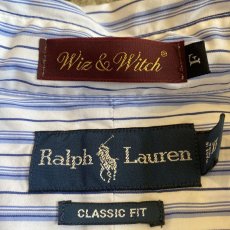 Wiz & Witch®
F
Ralph Lauren
CLASSIC FIT